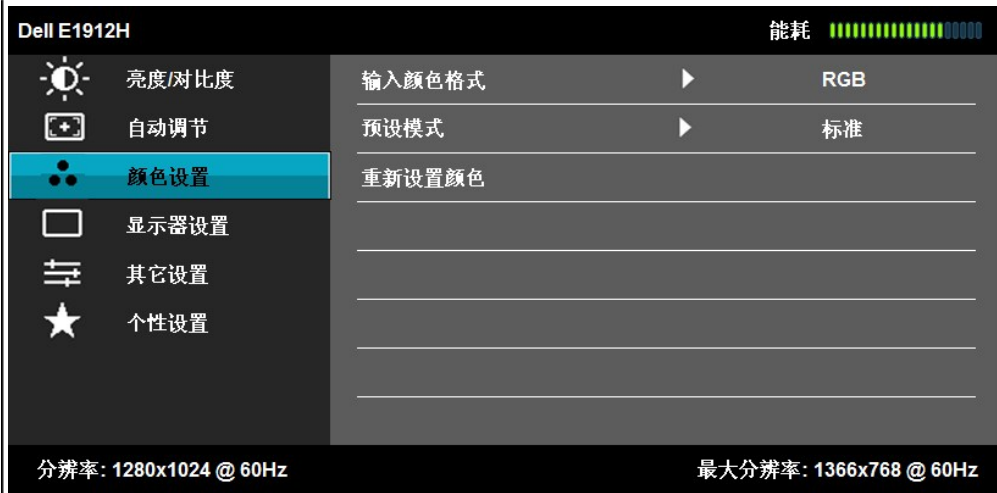 Dell E1912H 能耗
亮度/对比度 输入颜色格式 RGB
自动调节 预设模式 标准
颜色设置 重新设置颜色
显示器设置
其它设置
个性设置
分辨率: 1280x1024 @ 60Hz 最大分辨率: 1366x768 @ 60Hz